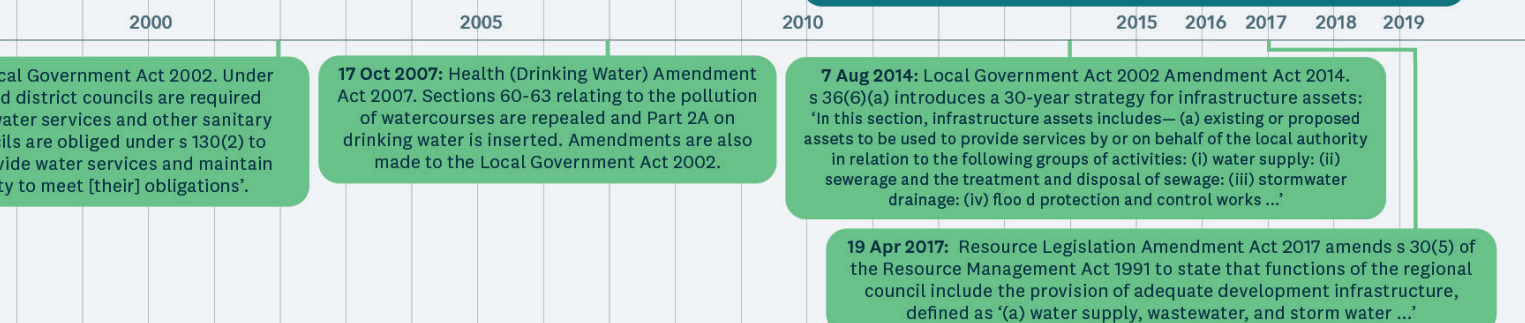 2000 2005 2010 2015 2016 2017 2018 2019
cal Government Act 2002. Under
d district councils are required
ater services and other sanitary
cils are obliged under s 130(2) to
vide water services and maintain
ty to meet [their] obligations’.
17 Oct 2007: Health (Drinking Water) Amendment
Act 2007. Sections 60-63 relating to the pollution
of watercourses are repealed and Part 2A on
drinking water is inserted. Amendments are also
made to the Local Government Act 2002.
7 Aug 2014: Local Government Act 2002 Amendment Act 2014.
s 36(6)(a) introduces a 30-year strategy for infrastructure assets:
‘In this section, infrastructure assets includes— (a) existing or proposed
assets to be used to provide services by or on behalf of the local authority
in relation to the following groups of activities: (i) water supply: (ii)
sewerage and the treatment and disposal of sewage: (iii) stormwater
drainage: (iv) floo d protection and control works ...’
19 Apr 2017: Resource Legislation Amendment Act 2017 amends s 30(5) of
the Resource Management Act 1991 to state that functions of the regional
council include the provision of adequate development infrastructure,
defined as ‘(a) water supply, wastewater, and storm water ...’